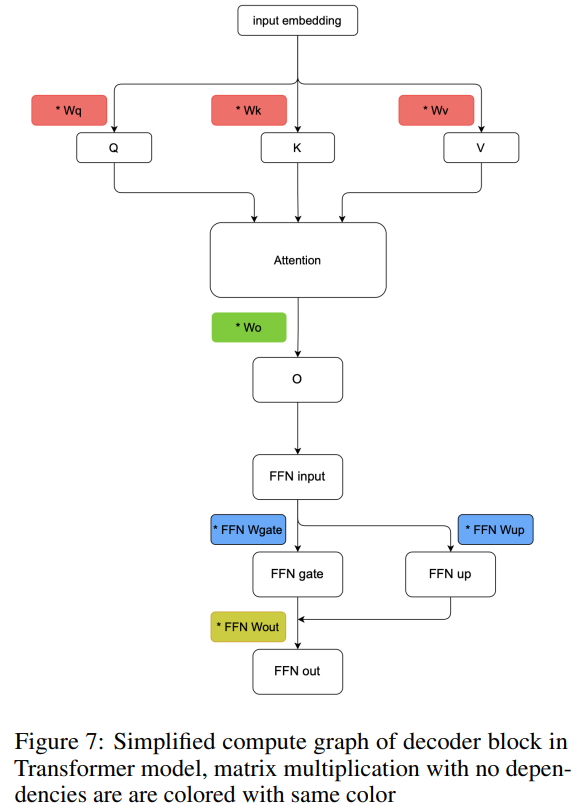 input embedding
* Wq
* Wk
* Wv
Q
K
V
Attention
* Wo
O
FFN input
* FFN Wgate
* FFN Wup
FFN gate
FFN up
* FFN Wout
FFN out
Figure 7: Simplified compute graph of decoder block in
Transformer model, matrix multiplication with no depen-
dencies are are colored with same color